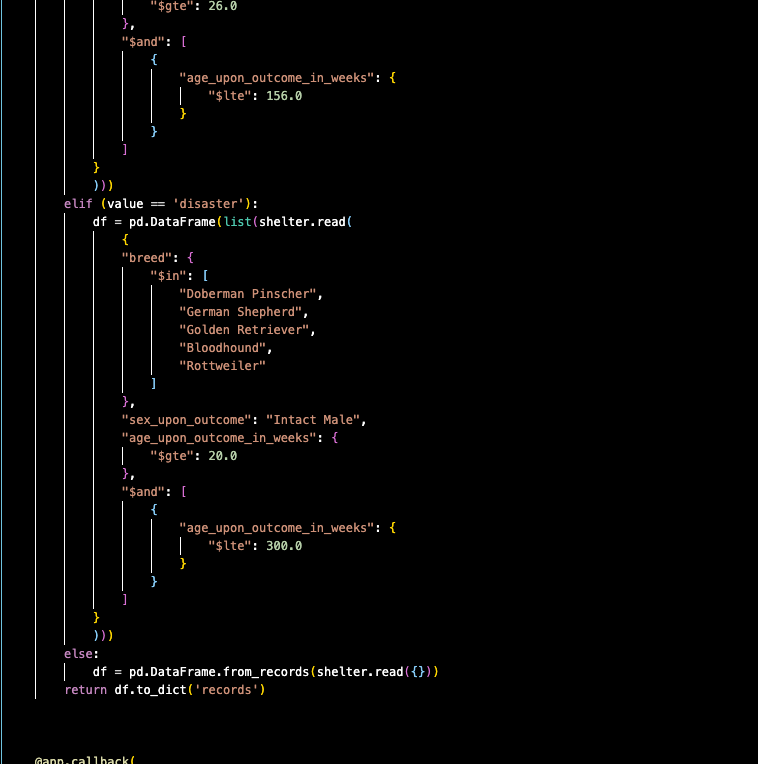 "$gte": 26.0
},
"$and": [
{
"age_upon_outcome_in_weeks": {
"$lte": 156.0
}
}
]
}
)))
elif (value == 'disaster'):
df = pd.DataFrame(list(shelter.read(
{
"breed": {
"$in": [
"Doberman Pinscher",
"German Shepherd",
"Golden Retriever",
"Bloodhound",
"Rottweiler"
]
},
"sex_upon_outcome": "Intact Male",
"age_upon_outcome_in_weeks": {
"$gte": 20.0
},
"$and": [
{
"age_upon_outcome_in_weeks": {
"$lte": 300.0
}
}
]
}
)))
else:
df = pd.DataFrame.from_records(shelter.read({}))
return df.to_dict('records')
@app.callback(